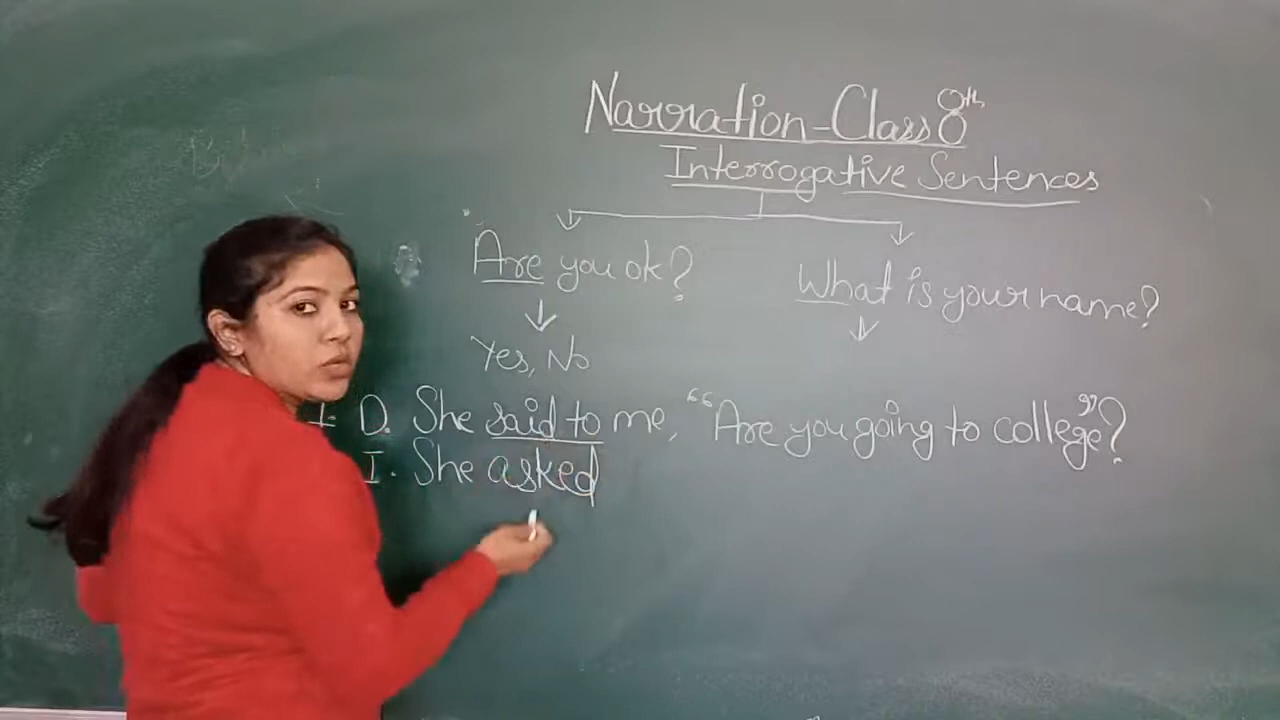 Narration-Class 8th
Interrogative Sentences
Are you ok? What is your name?
Yes, No
D. She said to me, “Are you going to college”?
I. She asked